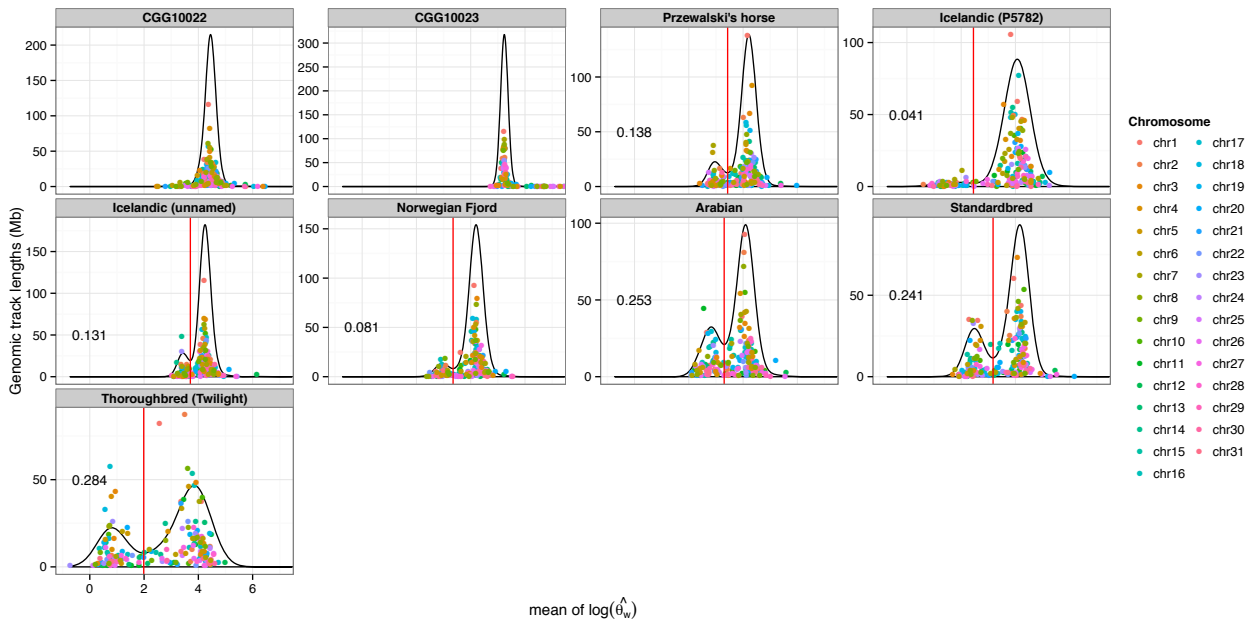 CGG10022
CGG10023
Przewalski's horse
Icelandic (P5782)
200
150
100
50
0
300
250
200
150
100
50
0
100
50
0
0.138
100
50
0
0.041
Icelandic (unnamed)
Norwegian Fjord
Arabian
Standardbred
150
100
50
0
0.131
150
100
50
0
0.081
100
50
0
0.253
50
0
0.241
Thoroughbred (Twilight)
50
0
0.284
0 2 4 6
Genomic track lengths (Mb)
mean of log(θ̂w)
Chromosome
chr1 chr17
chr2 chr18
chr3 chr19
chr4 chr20
chr5 chr21
chr6 chr22
chr7 chr23
chr8 chr24
chr9 chr25
chr10 chr26
chr11 chr27
chr12 chr28
chr13 chr29
chr14 chr30
chr15 chr31
chr16